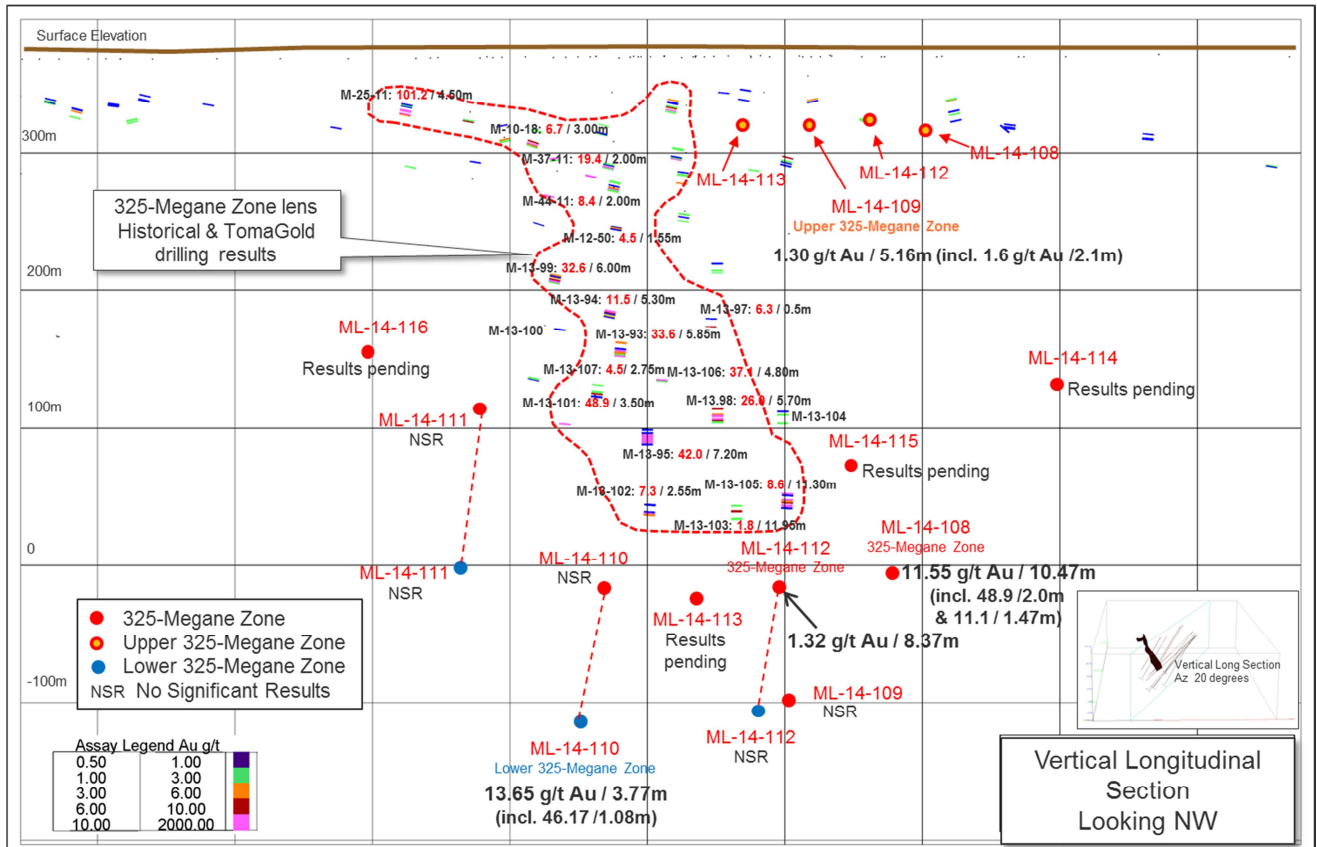 Surface Elevation
M-25-11: 101.2 / 4.50m
M-10-18: 6.7 / 3.00m
300m
M-37-11: 19.4 / 2.00m
ML-14-113
ML-14-112
ML-14-108
325-Megane Zone lens
Historical & TomaGold
drilling results
M-44-11: 8.4 / 2.00m
ML-14-109
Upper 325-Megane Zone
1.30 g/t Au / 5.16m (incl. 1.6 g/t Au /2.1m)
M-12-50: 4.5 / 1.55m
M-13-99: 32.6 / 6.00m
200m
M-13-94: 11.5 / 5.30m
M-13-97: 6.3 / 0.5m
ML-14-116
Results pending
M-13-100
M-13-93: 33.6 / 5.85m
ML-14-114
Results pending
M-13-107: 4.5 / 2.75m
M-13-106: 37.1 / 4.80m
M-13-101: 48.9 / 3.50m
M-13.98: 26.0 / 5.70m
100m
M-13-104
ML-14-111
NSR
ML-14-115
Results pending
M-13-95: 42.0 / 7.20m
M-13-102: 7.3 / 2.55m
M-13-105: 8.6 / 11.30m
M-13-103: 1.8 / 11.95m
0
ML-14-111
NSR
ML-14-110
NSR
ML-14-112
325-Megane Zone
ML-14-108
325-Megane Zone
11.55 g/t Au / 10.47m
(incl. 48.9 /2.0m
& 11.1 / 1.47m)
ML-14-113
Results
pending
1.32 g/t Au / 8.37m
325-Megane Zone
Upper 325-Megane Zone
Lower 325-Megane Zone
NSR No Significant Results
-100m
ML-14-109
NSR
ML-14-112
NSR
ML-14-110
Lower 325-Megane Zone
13.65 g/t Au / 3.77m
(incl. 46.17 /1.08m)
Vertical Long Section
Az 20 degrees
Assay Legend Au g/t
0.50 1.00
1.00 3.00
3.00 6.00
6.00 10.00
10.00 2000.00
Vertical Longitudinal
Section
Looking NW